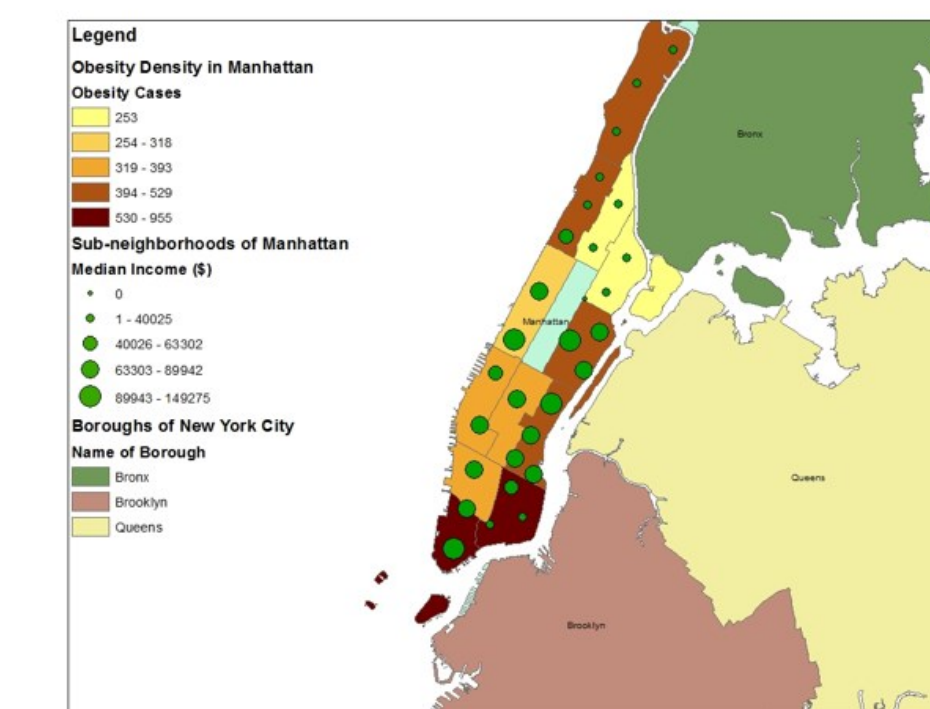 Legend
Obesity Density in Manhattan
Obesity Cases
253
254 - 318
319 - 393
394 - 529
530 - 955
Sub-neighborhoods of Manhattan
Median Income ($)
0
1 - 40025
40026 - 63302
63303 - 89942
89943 - 149275
Boroughs of New York City
Name of Borough
Bronx
Brooklyn
Queens
Bronx
Manhattan
Queens
Brooklyn